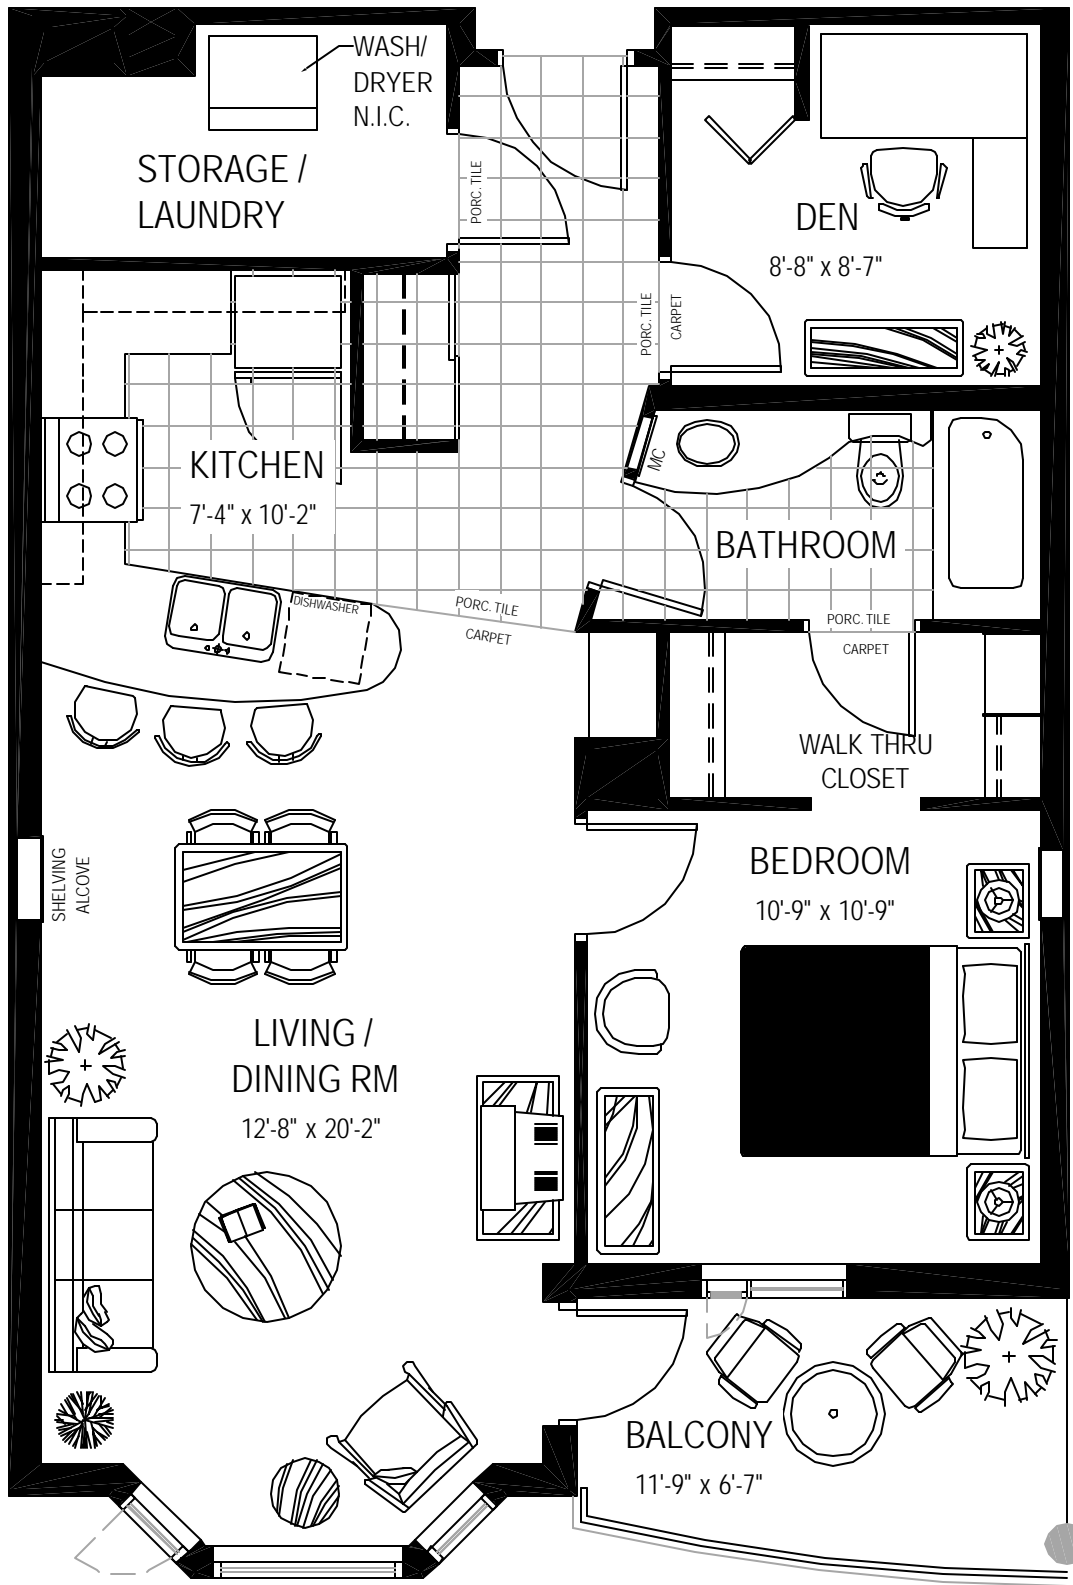 WASH/
DRYER
N.I.C.
STORAGE /
LAUNDRY
PORC. TILE
DEN
8'-8" x 8'-7"
PORC. TILE
CARPET
KITCHEN
7'-4" x 10'-2"
MC
BATHROOM
DISHWASHER
PORC. TILE
CARPET
PORC. TILE
CARPET
WALK THRU
CLOSET
SHELVING
ALCOVE
BEDROOM
10'-9" x 10'-9"
LIVING /
DINING RM
12'-8" x 20'-2"
BALCONY
11'-9" x 6'-7"